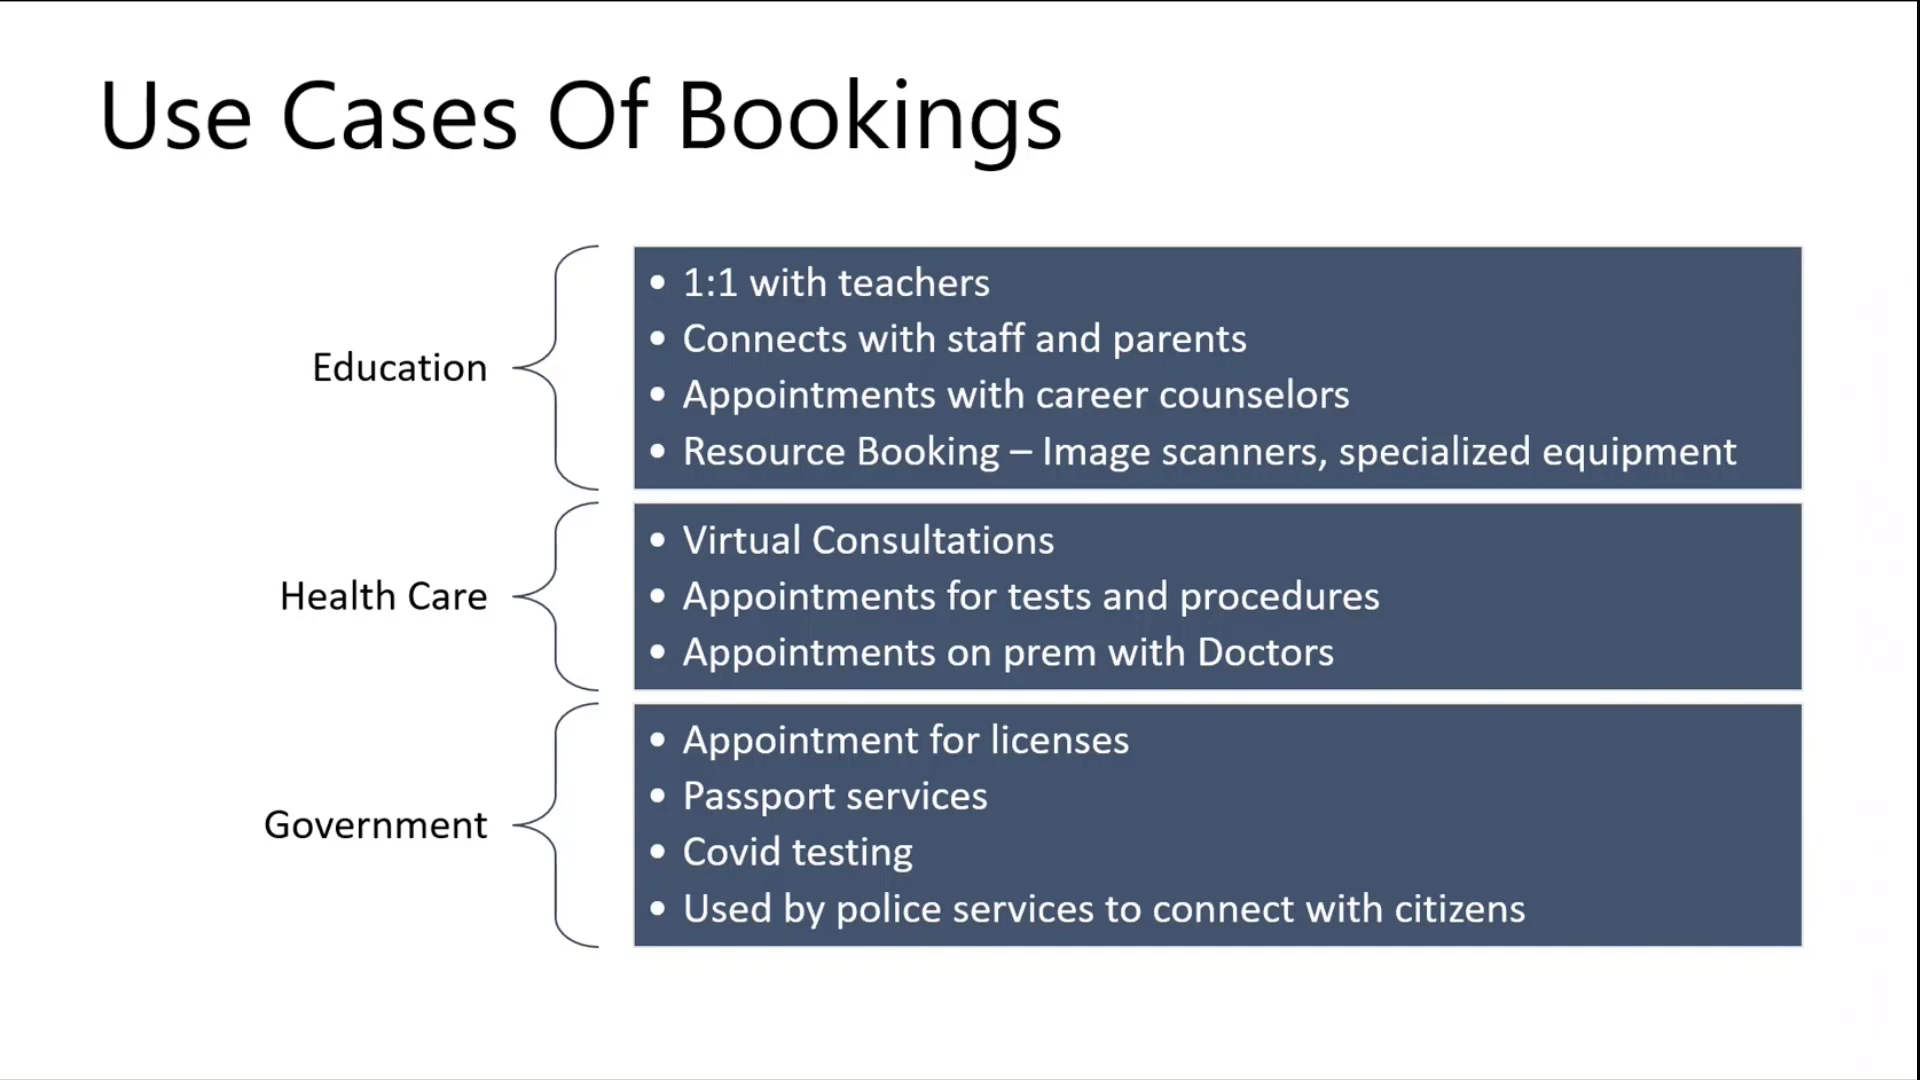 Use Cases Of Bookings
Education
• 1:1 with teachers
• Connects with staff and parents
• Appointments with career counselors
• Resource Booking – Image scanners, specialized equipment
Health Care
• Virtual Consultations
• Appointments for tests and procedures
• Appointments on prem with Doctors
Government
• Appointment for licenses
• Passport services
• Covid testing
• Used by police services to connect with citizens